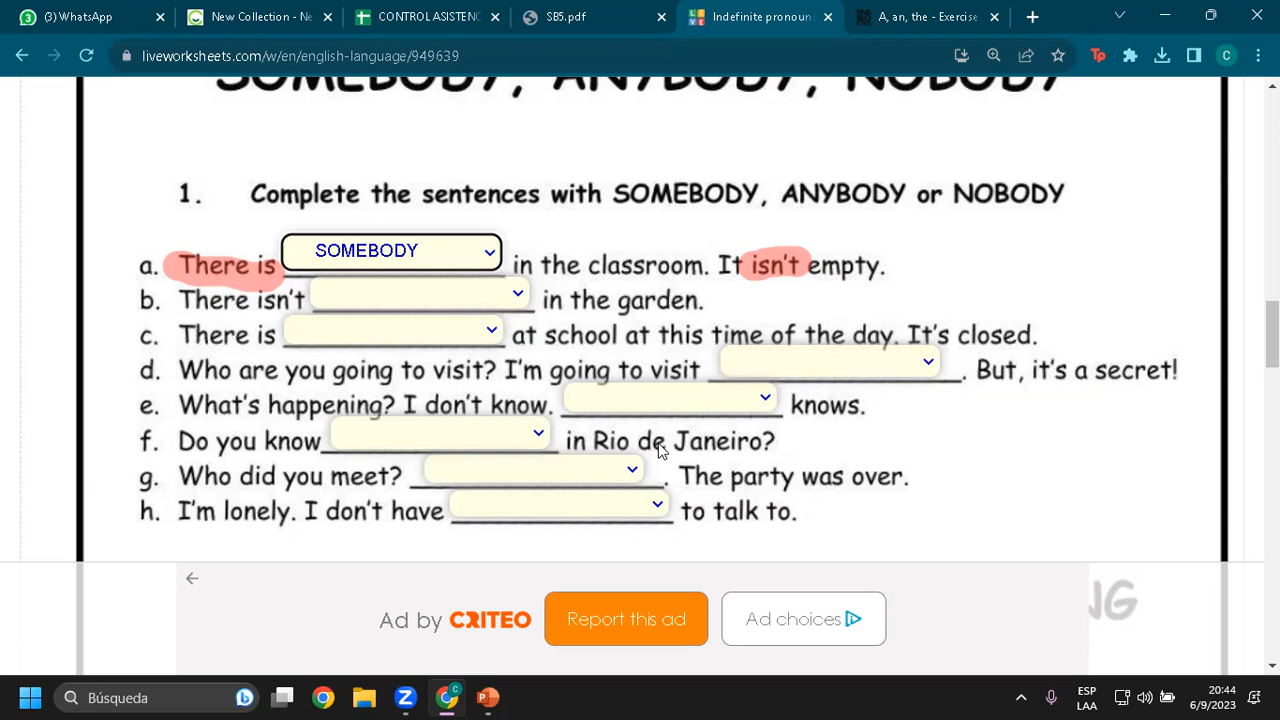 (3) WhatsApp
New Collection - Ne
CONTROL ASISTENC
SB5.pdf
Indefinite pronoun
A, an, the - Exercise
liveworksheets.com/w/en/english-language/949639
SOMEBODY, ANYBODY, NOBODY
1. Complete the sentences with SOMEBODY, ANYBODY or NOBODY
a. There is SOMEBODY in the classroom. It isn't empty.
b. There isn't in the garden.
c. There is at school at this time of the day. It's closed.
d. Who are you going to visit? I'm going to visit . But, it's a secret!
e. What's happening? I don't know. knows.
f. Do you know in Rio de Janeiro?
g. Who did you meet? . The party was over.
h. I'm lonely. I don't have to talk to.
Ad by CRITEO
Report this ad
Ad choices
Búsqueda
ESP
LAA
20:44
6/9/2023